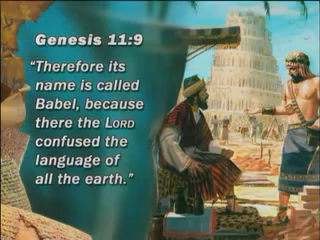 Genesis 11:9
“Therefore its
name is called
Babel, because
there the LORD
confused the
language of
all the earth.”